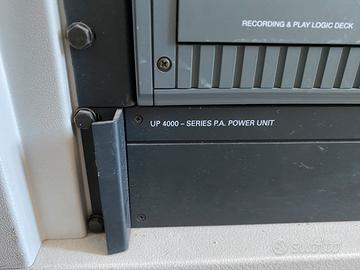 RECORDING & PLAY LOGIC DECK
UP 4000 - SERIES P.A. POWER UNIT
subito